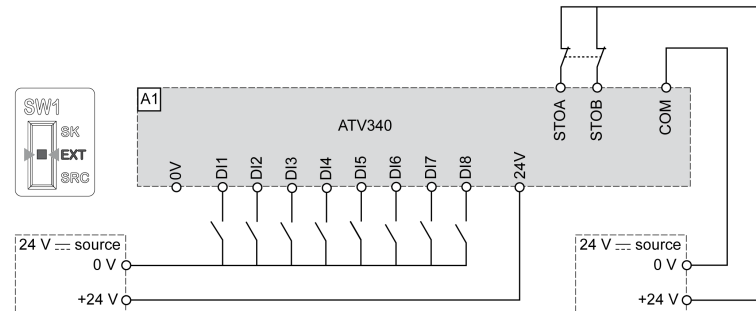 SW1
SK
EXT
SRC
A1
ATV340
STOA
STOB
COM
0V
DI1
DI2
DI3
DI4
DI5
DI6
DI7
DI8
24V
24 V ⎓ source
0 V
+24 V
24 V ⎓ source
0 V
+24 V